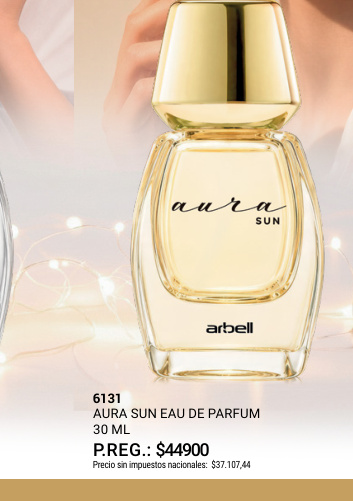 aura
SUN
arbell
6131
AURA SUN EAU DE PARFUM
30 ML
P.REG.: $44900
Precio sin impuestos nacionales: $37.107,44